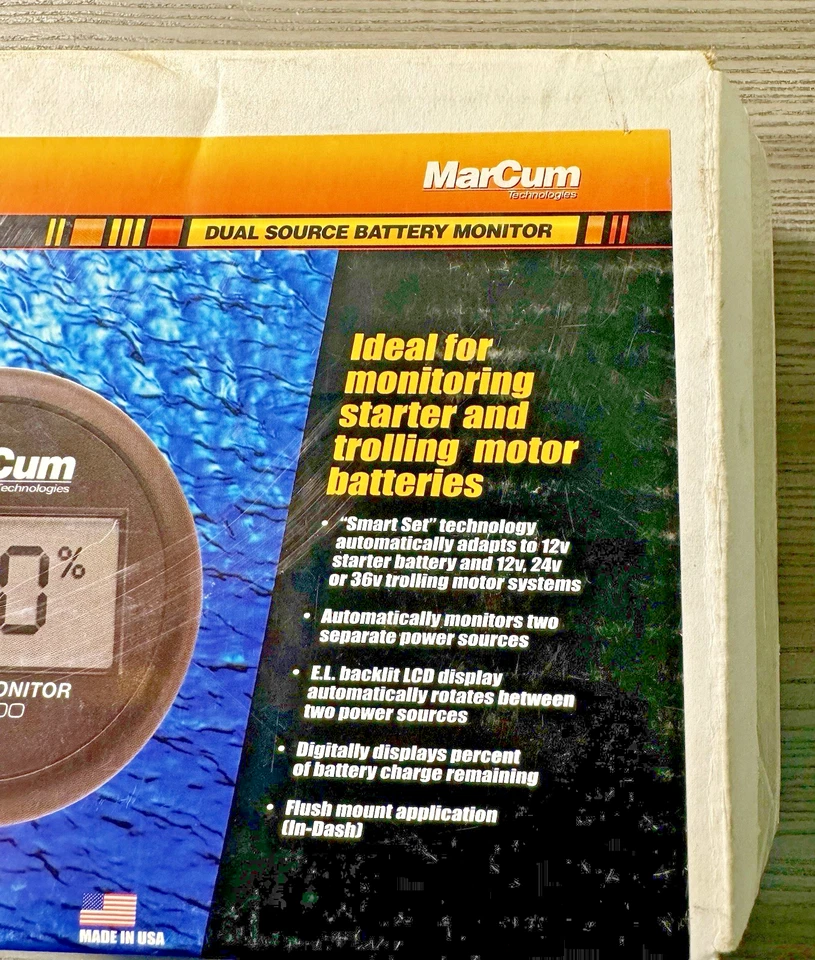 MarCum
Technologies
DUAL SOURCE BATTERY MONITOR
Ideal for
monitoring
starter and
trolling motor
batteries
• “Smart Set” technology
automatically adapts to 12v
starter battery and 12v, 24v
or 36v trolling motor systems
• Automatically monitors two
separate power sources
• E.L. backlit LCD display
automatically rotates between
two power sources
• Digitally displays percent
of battery charge remaining
• Flush mount application
(In-Dash)
Cum
Technologies
0%
ONITOR
00
MADE IN USA